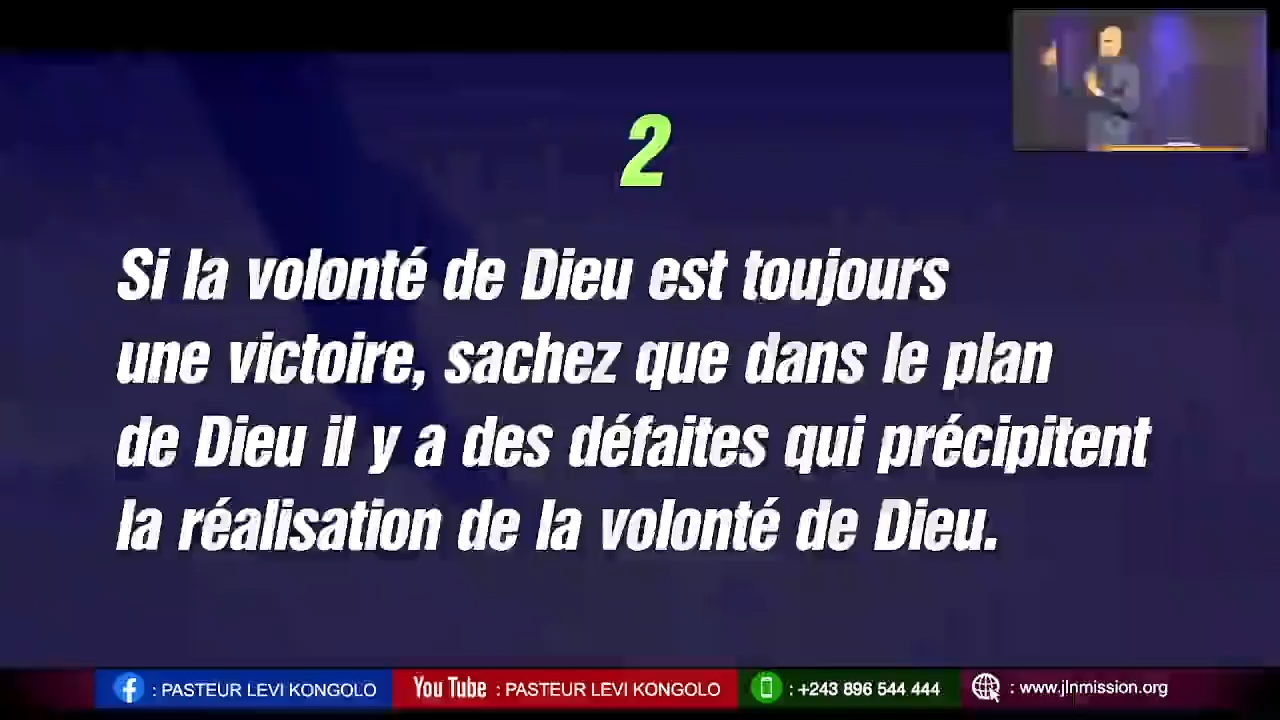 2
Si la volonté de Dieu est toujours
une victoire, sachez que dans le plan
de Dieu il y a des défaites qui précipitent
la réalisation de la volonté de Dieu.
: PASTEUR LEVI KONGOLO You Tube : PASTEUR LEVI KONGOLO : +243 896 544 444 : www.jlnmission.org